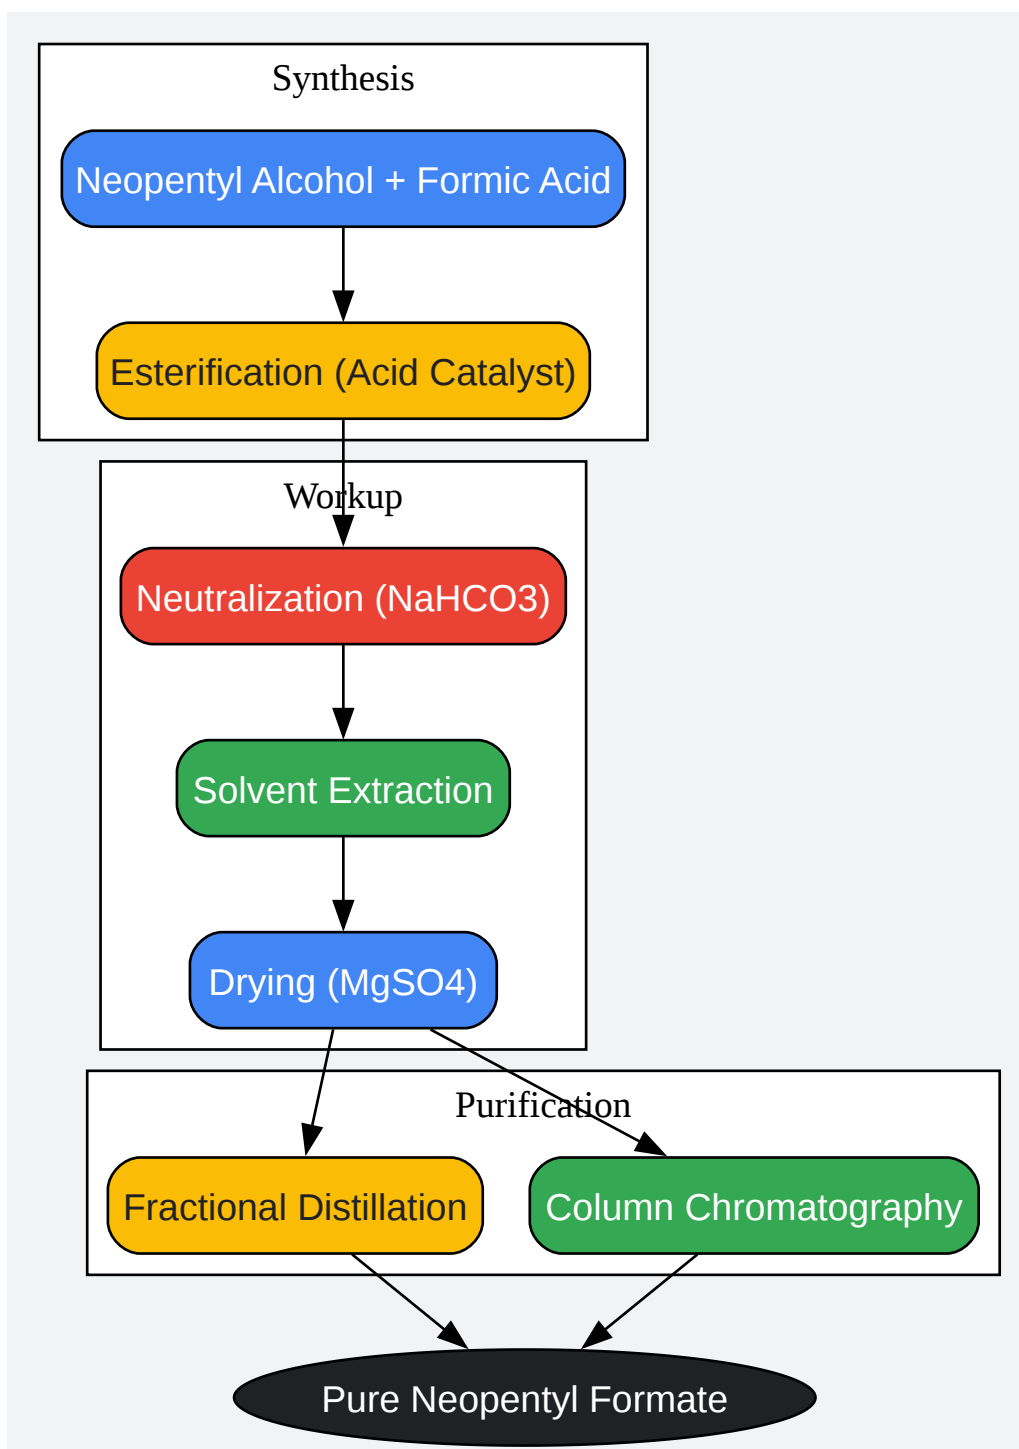 Synthesis
Neopentyl Alcohol + Formic Acid
Esterification (Acid Catalyst)
Workup
Neutralization (NaHCO3)
Solvent Extraction
Drying (MgSO4)
Purification
Fractional Distillation
Column Chromatography
Pure Neopentyl Formate